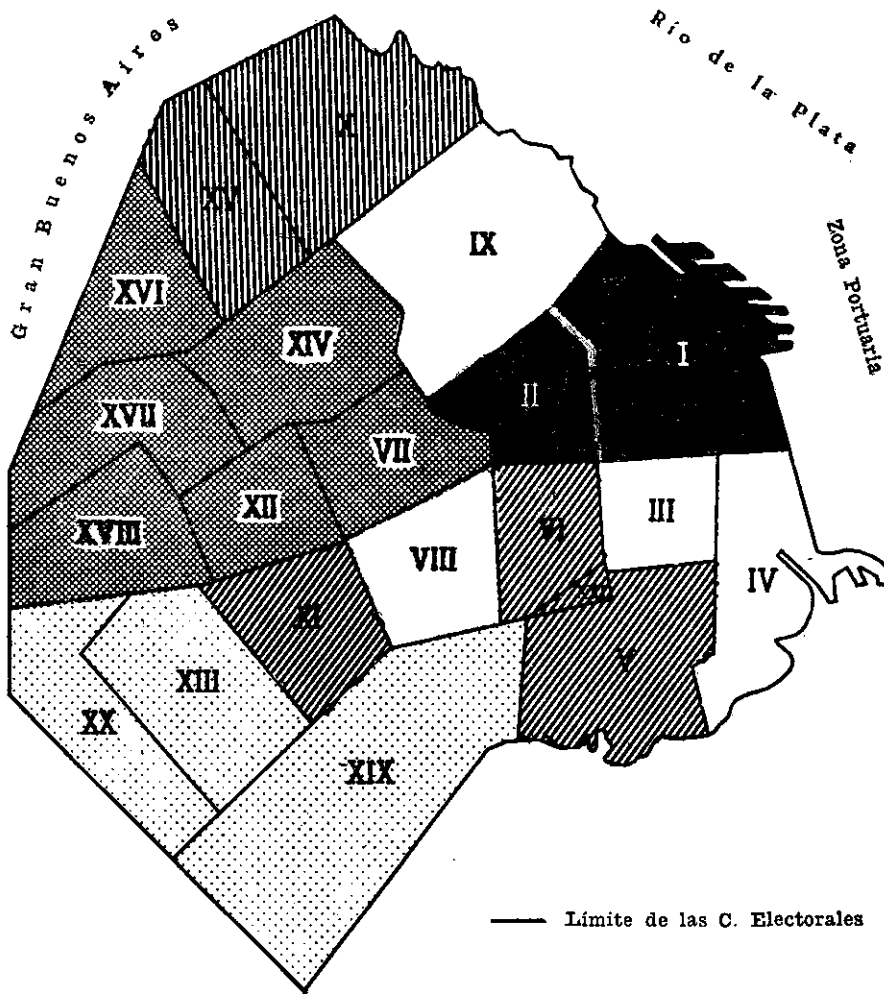 Gran Buenos Aires
Río de la Plata
Zona Portuaria
X
XV
IX
XVI
XIV
I
II
XVII
VII
XII
III
XVIII
VIII
VI
IV
XI
V
XIII
XX
XIX
Límite de las C. Electorales